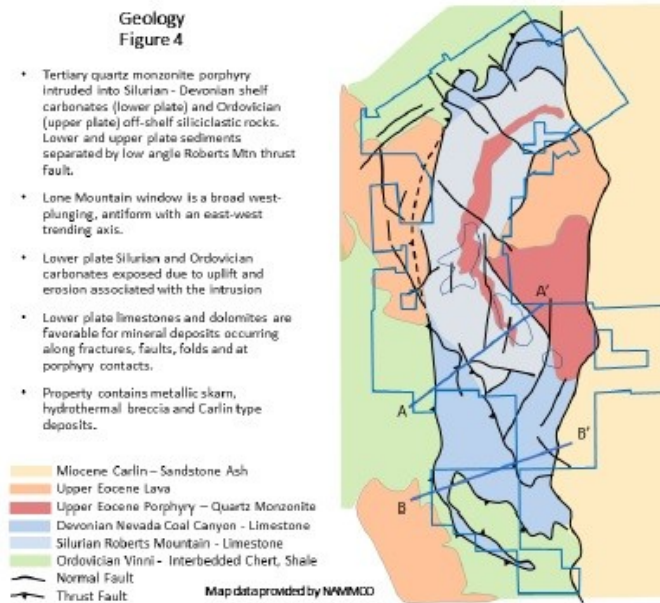 Geology
Figure 4
• Tertiary quartz monzonite porphyry
intruded into Silurian - Devonian shelf
carbonates (lower plate) and Ordovician
(upper plate) off-shelf siliciclastic rocks.
Lower and upper plate sediments
separated by low angle Roberts Mtn thrust
fault.
• Lone Mountain window is a broad west-
plunging, antiform with an east-west
trending axis.
• Lower plate Silurian and Ordovician
carbonates exposed due to uplift and
erosion associated with the intrusion
• Lower plate limestones and dolomites are
favorable for mineral deposits occurring
along fractures, faults, folds and at
porphyry contacts.
• Property contains metallic skarn,
hydrothermal breccia and Carlin type
deposits.
Miocene Carlin – Sandstone Ash
Upper Eocene Lava
Upper Eocene Porphyry – Quartz Monzonite
Devonian Nevada Coal Canyon - Limestone
Silurian Roberts Mountain - Limestone
Ordovician Vinni - Interbedded Chert, Shale
Normal Fault
Thrust Fault
Map data provided by NAMMCO
A'
A
B'
B